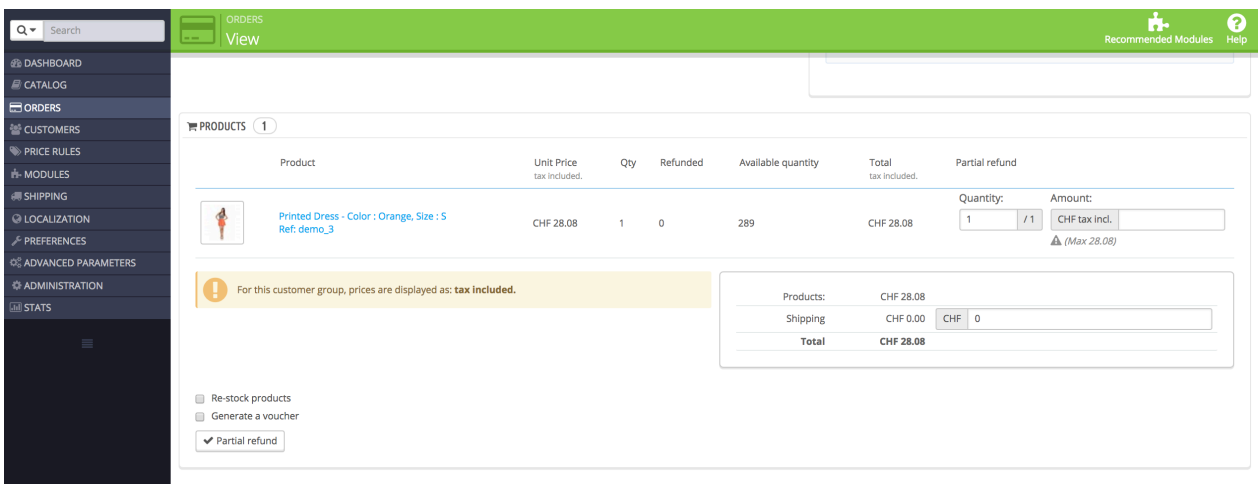 Search
ORDERS
View
Recommended Modules
Help
DASHBOARD
CATALOG
ORDERS
CUSTOMERS
PRICE RULES
MODULES
SHIPPING
LOCALIZATION
PREFERENCES
ADVANCED PARAMETERS
ADMINISTRATION
STATS
PRODUCTS 1
Product Unit Price Qty Refunded Available quantity Total Partial refund
tax included. tax included.
Quantity: Amount:
Printed Dress - Color : Orange, Size : S
Ref: demo_3
CHF 28.08 1 0 289 CHF 28.08 1 / 1 CHF tax incl.
(Max 28.08)
For this customer group, prices are displayed as: tax included.
Products: CHF 28.08
Shipping CHF 0.00 CHF 0
Total CHF 28.08
Re-stock products
Generate a voucher
Partial refund